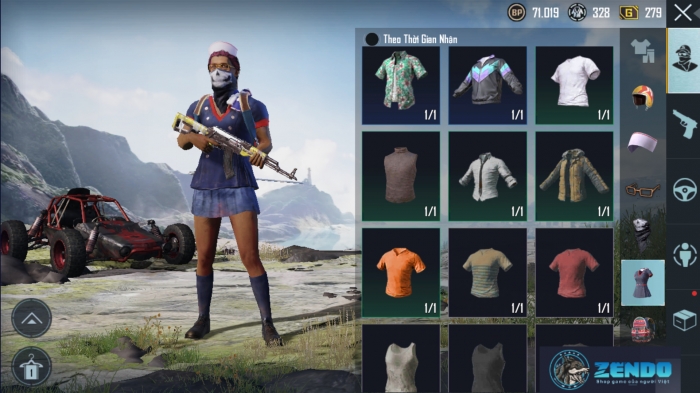 BP 71.019 328 G 279
Theo Thời Gian Nhận
1/1 1/1 1/1
1/1 1/1 1/1
1/1 1/1 1/1
ZENDO
Shop game của người Việt